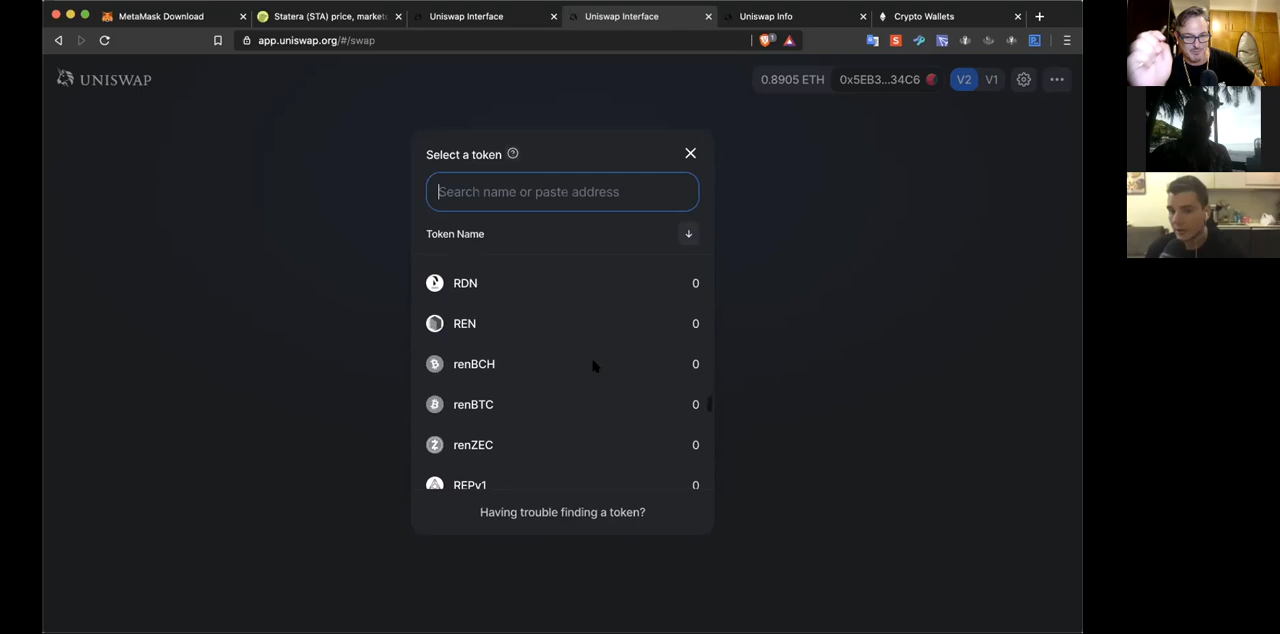 MetaMask Download
Statera (STA) price, market
Uniswap Interface
Uniswap Interface
Uniswap Info
Crypto Wallets
app.uniswap.org/#/swap
UNISWAP
0.8905 ETH
0x5EB3...34C6
V2
V1
Select a token
Search name or paste address
Token Name
RDN 0
REN 0
renBCH 0
renBTC 0
renZEC 0
REPv1 0
Having trouble finding a token?